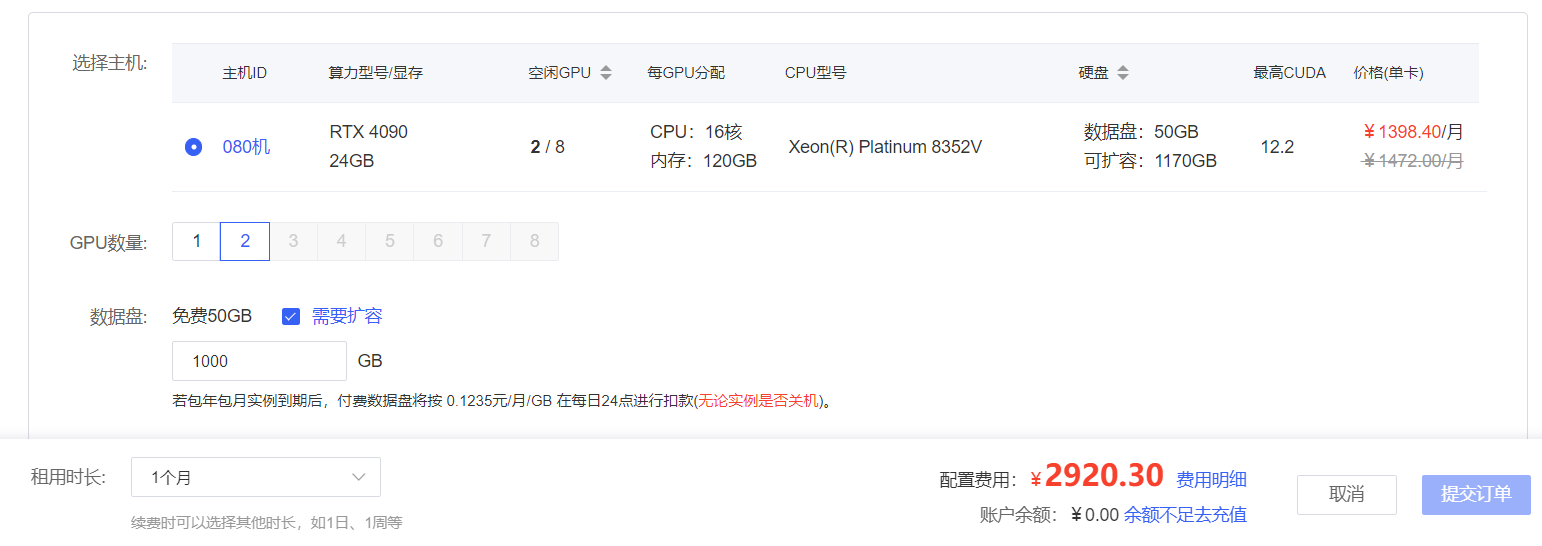 选择主机:
主机ID 算力型号/显存 空闲GPU 每GPU分配 CPU型号 硬盘 最高CUDA 价格(单卡)
080机 RTX 4090 24GB 2 / 8 CPU：16核 内存：120GB Xeon(R) Platinum 8352V 数据盘：50GB 可扩容：1170GB 12.2 ￥1398.40/月 ￥1472.00/月
GPU数量: 1 2 3 4 5 6 7 8
数据盘: 免费50GB 需要扩容
1000 GB
若包年包月实例到期后，付费数据盘将按 0.1235元/月/GB 在每日24点进行扣款(无论实例是否关机)。
租用时长: 1个月
续费时可以选择其他时长，如1日、1周等
配置费用：￥2920.30 费用明细
账户余额：￥0.00 余额不足去充值
取消 提交订单